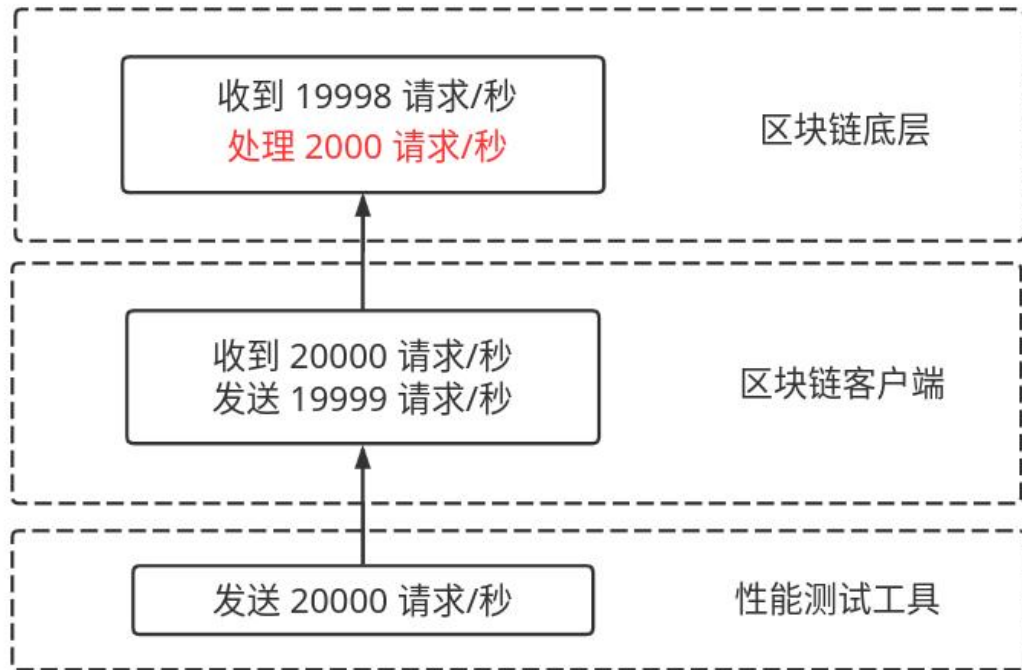 收到 19998 请求/秒
处理 2000 请求/秒
区块链底层
收到 20000 请求/秒
发送 19999 请求/秒
区块链客户端
发送 20000 请求/秒
性能测试工具